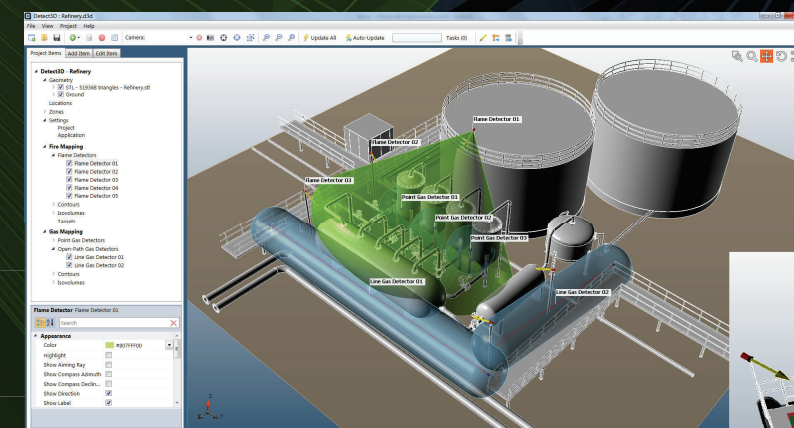 Detect3D : Refinery.d3d
File View Project Help
Camera:
Update All
Auto-Update
Tasks (0)
Project Items
Add Item
Edit Item
Detect3D - Refinery
Geometry
STL - 519368 triangles - Refinery.stl
Ground
Locations
Zones
Settings
Project
Application
Fire Mapping
Flame Detectors
Flame Detector 01
Flame Detector 02
Flame Detector 03
Flame Detector 04
Flame Detector 05
Contours
Isovolumes
Targets
Gas Mapping
Point Gas Detectors
Open-Path Gas Detectors
Line Gas Detector 01
Line Gas Detector 02
Contours
Isovolumes
Flame Detector Flame Detector 01
Search
Appearance
Color #807FFF00
Highlight
Show Aiming Ray
Show Compass Azimuth
Show Compass Declin...
Show Direction
Show Label
Flame Detector 01
Flame Detector 02
Flame Detector 03
Point Gas Detector 01
Point Gas Detector 02
Point Gas Detector 03
Line Gas Detector 01
Line Gas Detector 02
Z